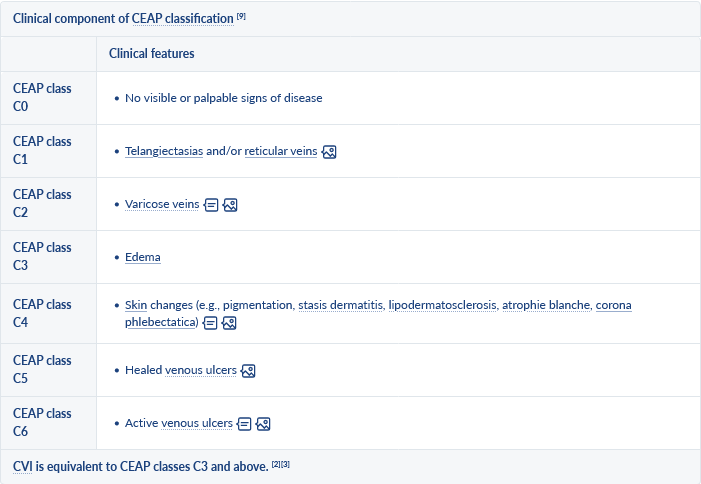 Clinical component of CEAP classification [9]
Clinical features
CEAP class
C0
• No visible or palpable signs of disease
CEAP class
C1
• Telangiectasias and/or reticular veins
CEAP class
C2
• Varicose veins
CEAP class
C3
• Edema
CEAP class
C4
• Skin changes (e.g., pigmentation, stasis dermatitis, lipodermatosclerosis, atrophie blanche, corona
phlebectatica)
CEAP class
C5
• Healed venous ulcers
CEAP class
C6
• Active venous ulcers
CVI is equivalent to CEAP classes C3 and above. [2][3]